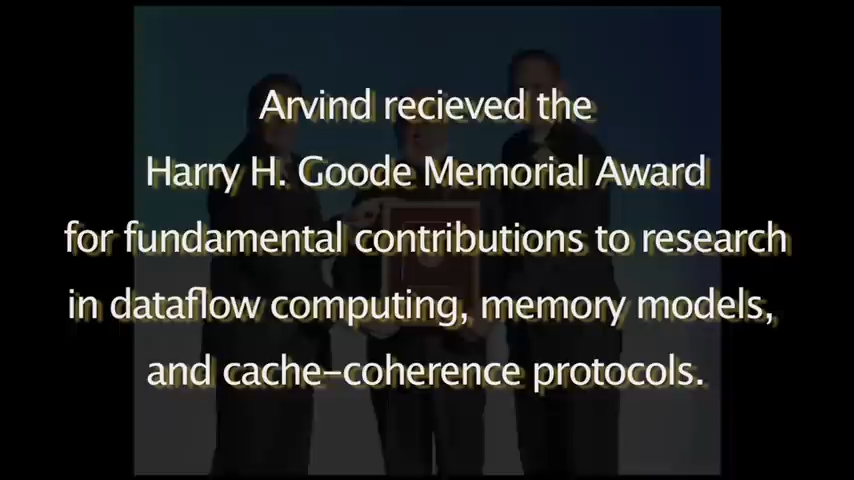 Arvind recieved the
Harry H. Goode Memorial Award
for fundamental contributions to research
in dataflow computing, memory models,
and cache-coherence protocols.